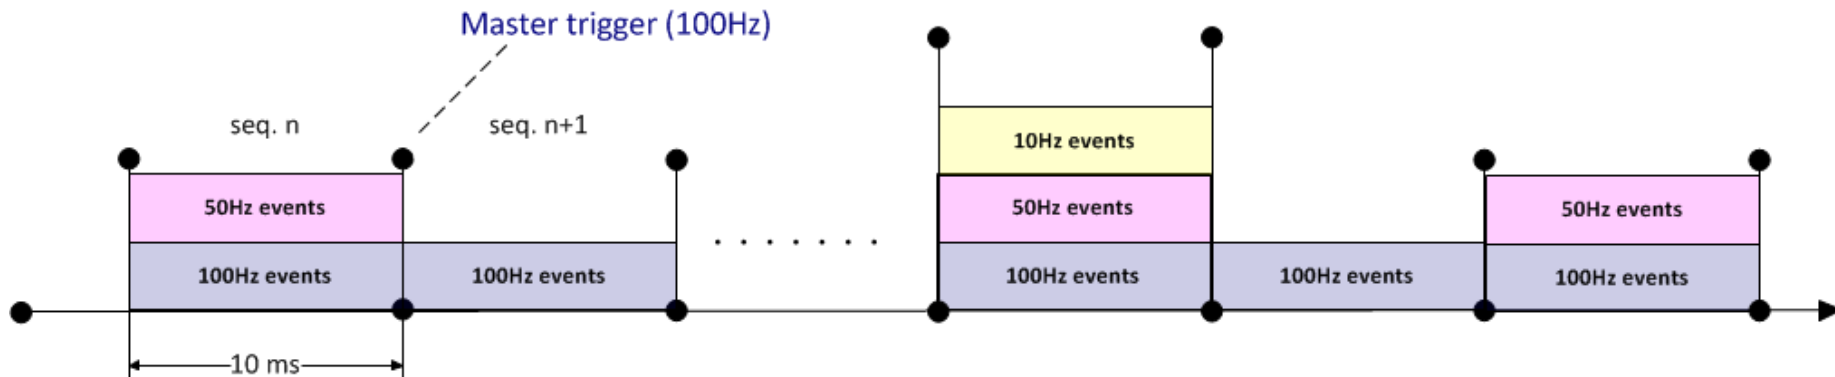 Master trigger (100Hz)
seq. n
seq. n+1
10Hz events
50Hz events
50Hz events
50Hz events
100Hz events
100Hz events
. . . . . . .
100Hz events
100Hz events
100Hz events
10 ms